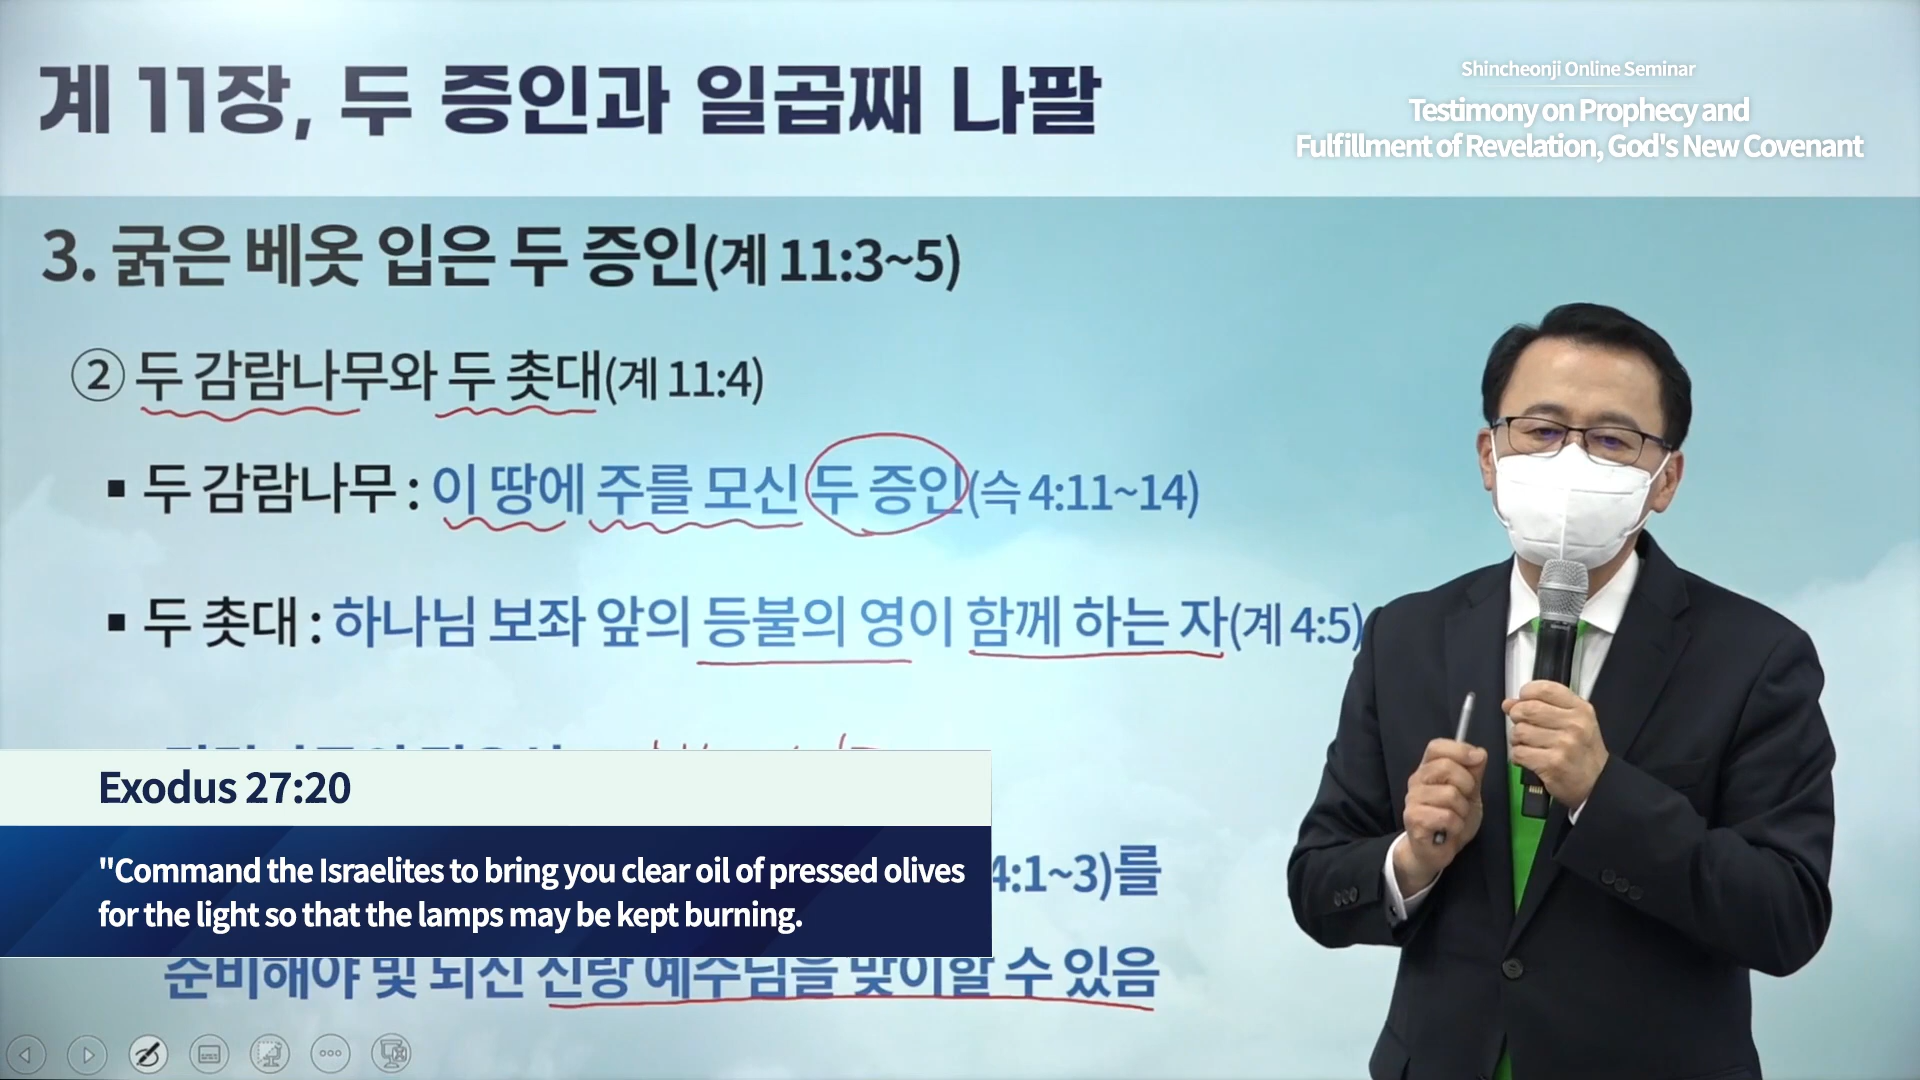 계 11장, 두 증인과 일곱째 나팔
Shincheonji Online Seminar
Testimony on Prophecy and
Fulfillment of Revelation, God's New Covenant
3. 굵은 베옷 입은 두 증인(계 11:3~5)
② 두 감람나무와 두 촛대(계 11:4)
▪ 두 감람나무 : 이 땅에 주를 모신 두 증인(슥 4:11~14)
▪ 두 촛대 : 하나님 보좌 앞의 등불의 영이 함께 하는 자(계 4:5)
Exodus 27:20
"Command the Israelites to bring you clear oil of pressed olives
for the light so that the lamps may be kept burning.
4:1~3)를
준비해야 빛 되신 신랑 예수님을 맞이할 수 있음